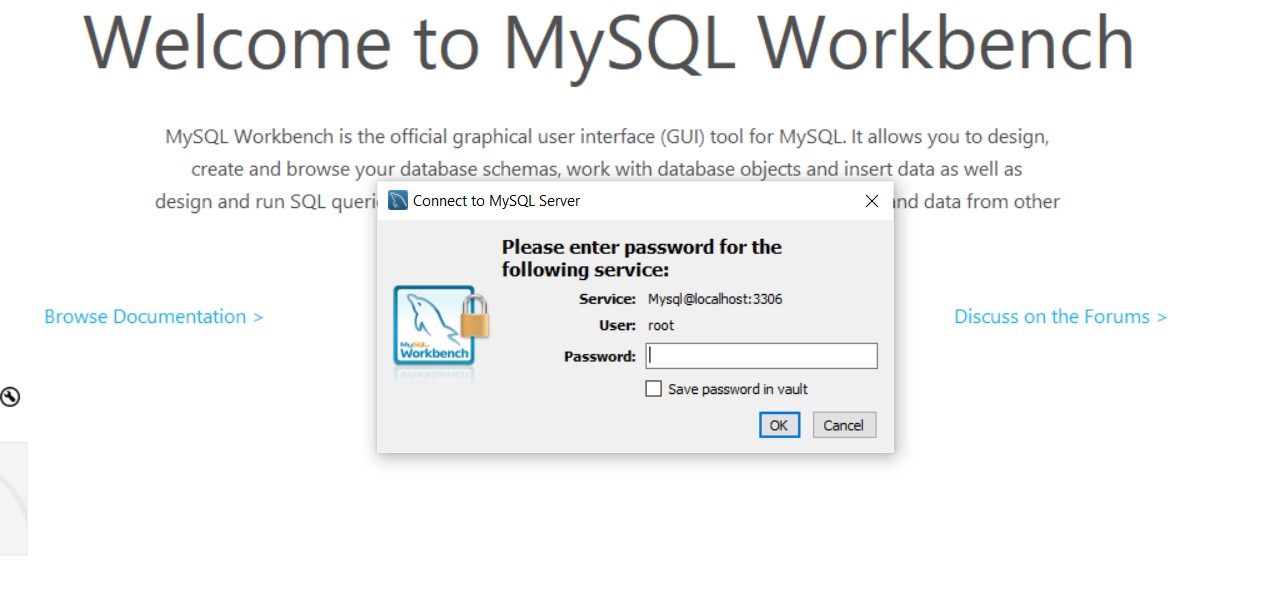 Welcome to MySQL Workbench
MySQL Workbench is the official graphical user interface (GUI) tool for MySQL. It allows you to design,
create and browse your database schemas, work with database objects and insert data as well as
design and run SQL
and data from other
Connect to MySQL Server
Please enter password for the
following service:
Service: Mysql@localhost:3306
User: root
Password:
Save password in vault
OK Cancel
MySQL
Workbench
Browse Documentation >
Discuss on the Forums >